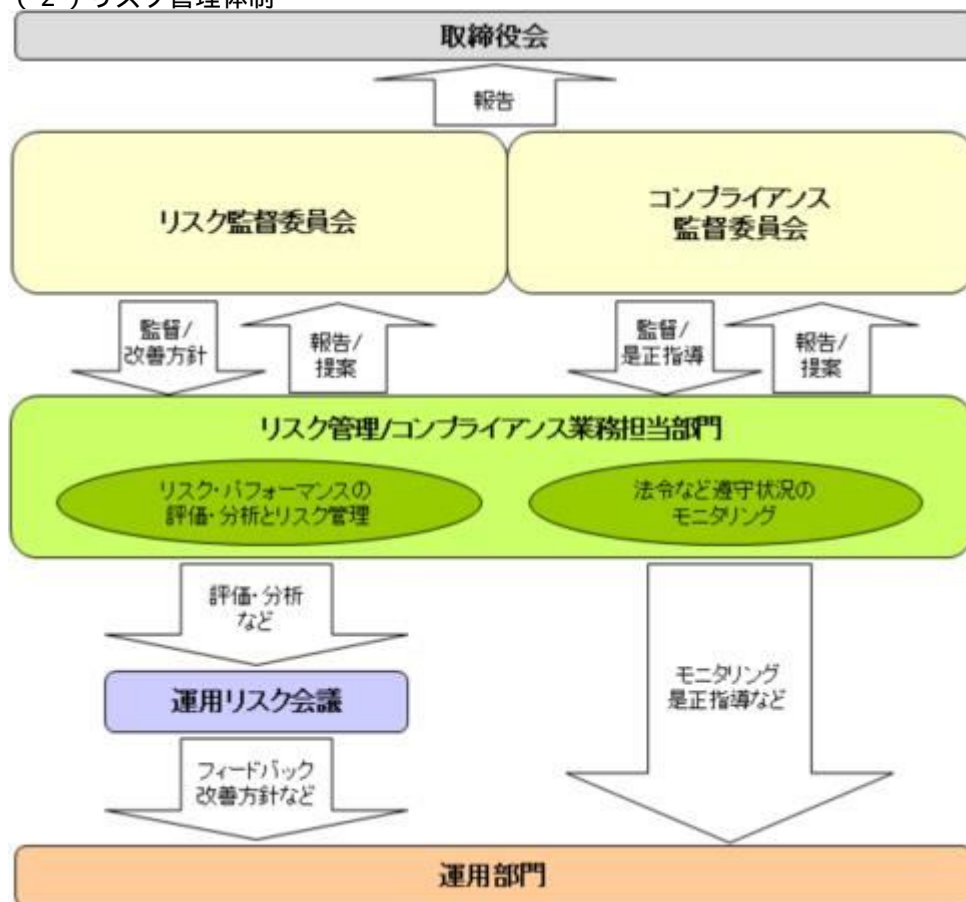 (2)リスク管理体制
取締役会
報告
リスク監督委員会
コンプライアンス
監督委員会
監督/
改善方針
報告/
提案
監督/
是正指導
報告/
提案
リスク管理/コンプライアンス業務担当部門
リスク・パフォーマンスの
評価・分析とリスク管理
法令など遵守状況の
モニタリング
評価・分析
など
運用リスク会議
モニタリング
是正指導など
フィードバック
改善方針など
運用部門